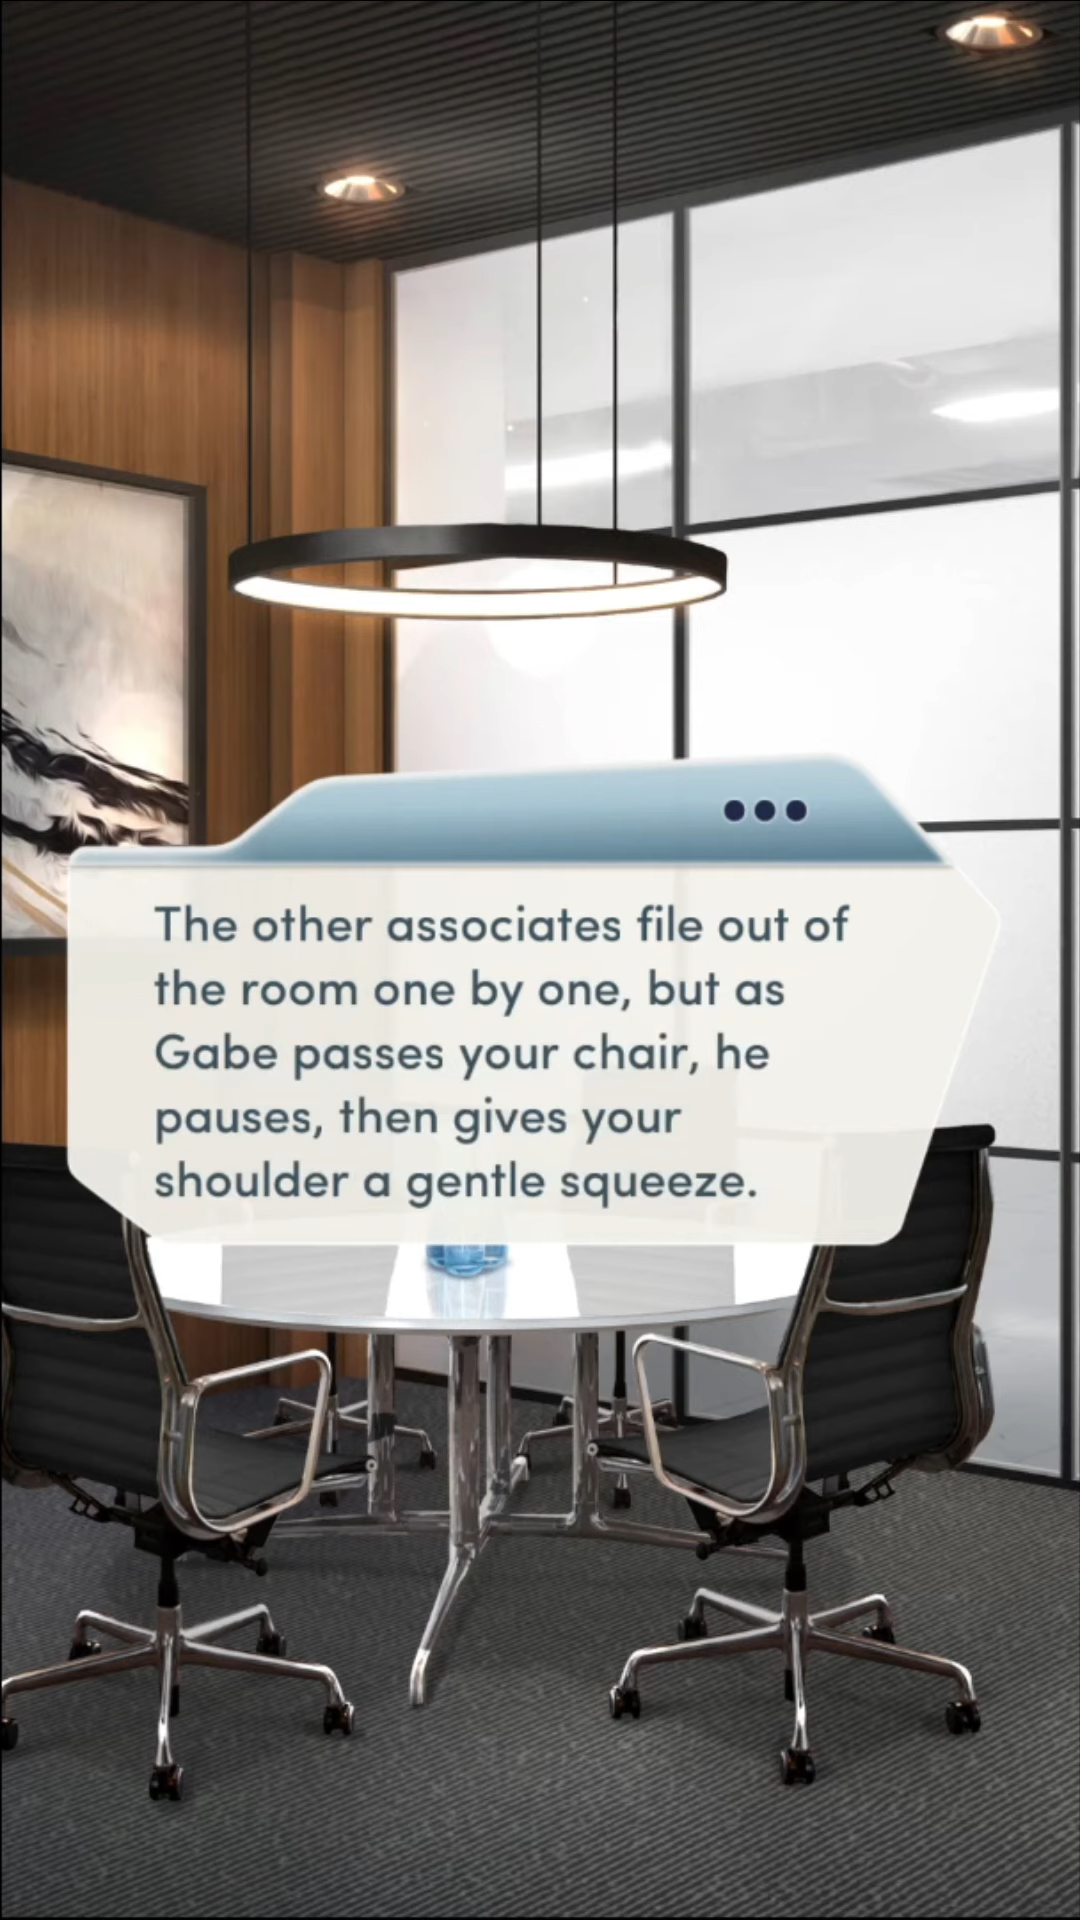 The other associates file out of
the room one by one, but as
Gabe passes your chair, he
pauses, then gives your
shoulder a gentle squeeze.